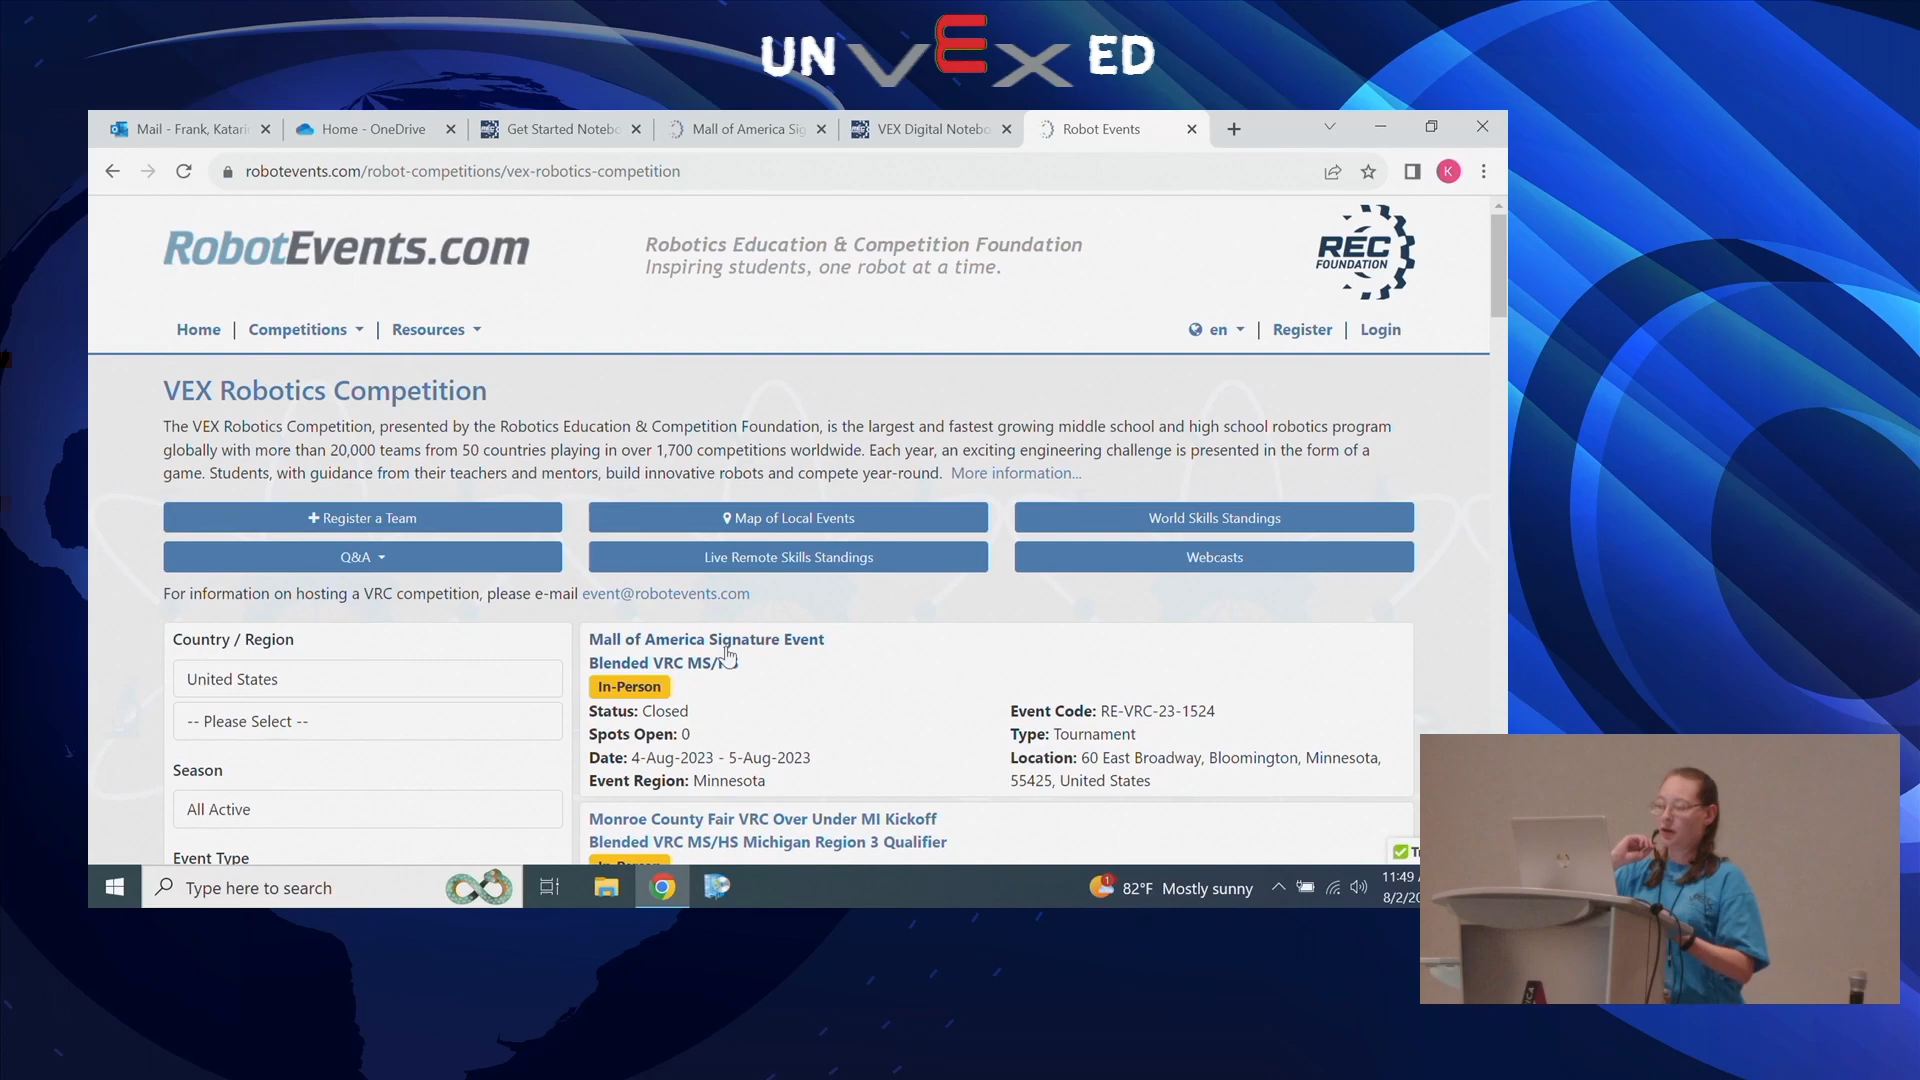 UN VEX ED
Mail - Frank, Katari
Home - OneDrive
Get Started Notebo
Mall of America Sig
VEX Digital Notebo
Robot Events
robotevents.com/robot-competitions/vex-robotics-competition
K
RobotEvents.com
Robotics Education & Competition Foundation
Inspiring students, one robot at a time.
REC
FOUNDATION
Home | Competitions | Resources
en | Register | Login
VEX Robotics Competition
The VEX Robotics Competition, presented by the Robotics Education & Competition Foundation, is the largest and fastest growing middle school and high school robotics program
globally with more than 20,000 teams from 50 countries playing in over 1,700 competitions worldwide. Each year, an exciting engineering challenge is presented in the form of a
game. Students, with guidance from their teachers and mentors, build innovative robots and compete year-round. More information...
Register a Team
Map of Local Events
World Skills Standings
Q&A
Live Remote Skills Standings
Webcasts
For information on hosting a VRC competition, please e-mail event@robotevents.com
Country / Region
United States
-- Please Select --
Season
All Active
Event Type
Mall of America Signature Event
Blended VRC MS/HS
In-Person
Status: Closed
Spots Open: 0
Date: 4-Aug-2023 - 5-Aug-2023
Event Region: Minnesota
Event Code: RE-VRC-23-1524
Type: Tournament
Location: 60 East Broadway, Bloomington, Minnesota,
55425, United States
Monroe County Fair VRC Over Under MI Kickoff
Blended VRC MS/HS Michigan Region 3 Qualifier
In-Person
Type here to search
1
82°F Mostly sunny
11:49
8/2/20